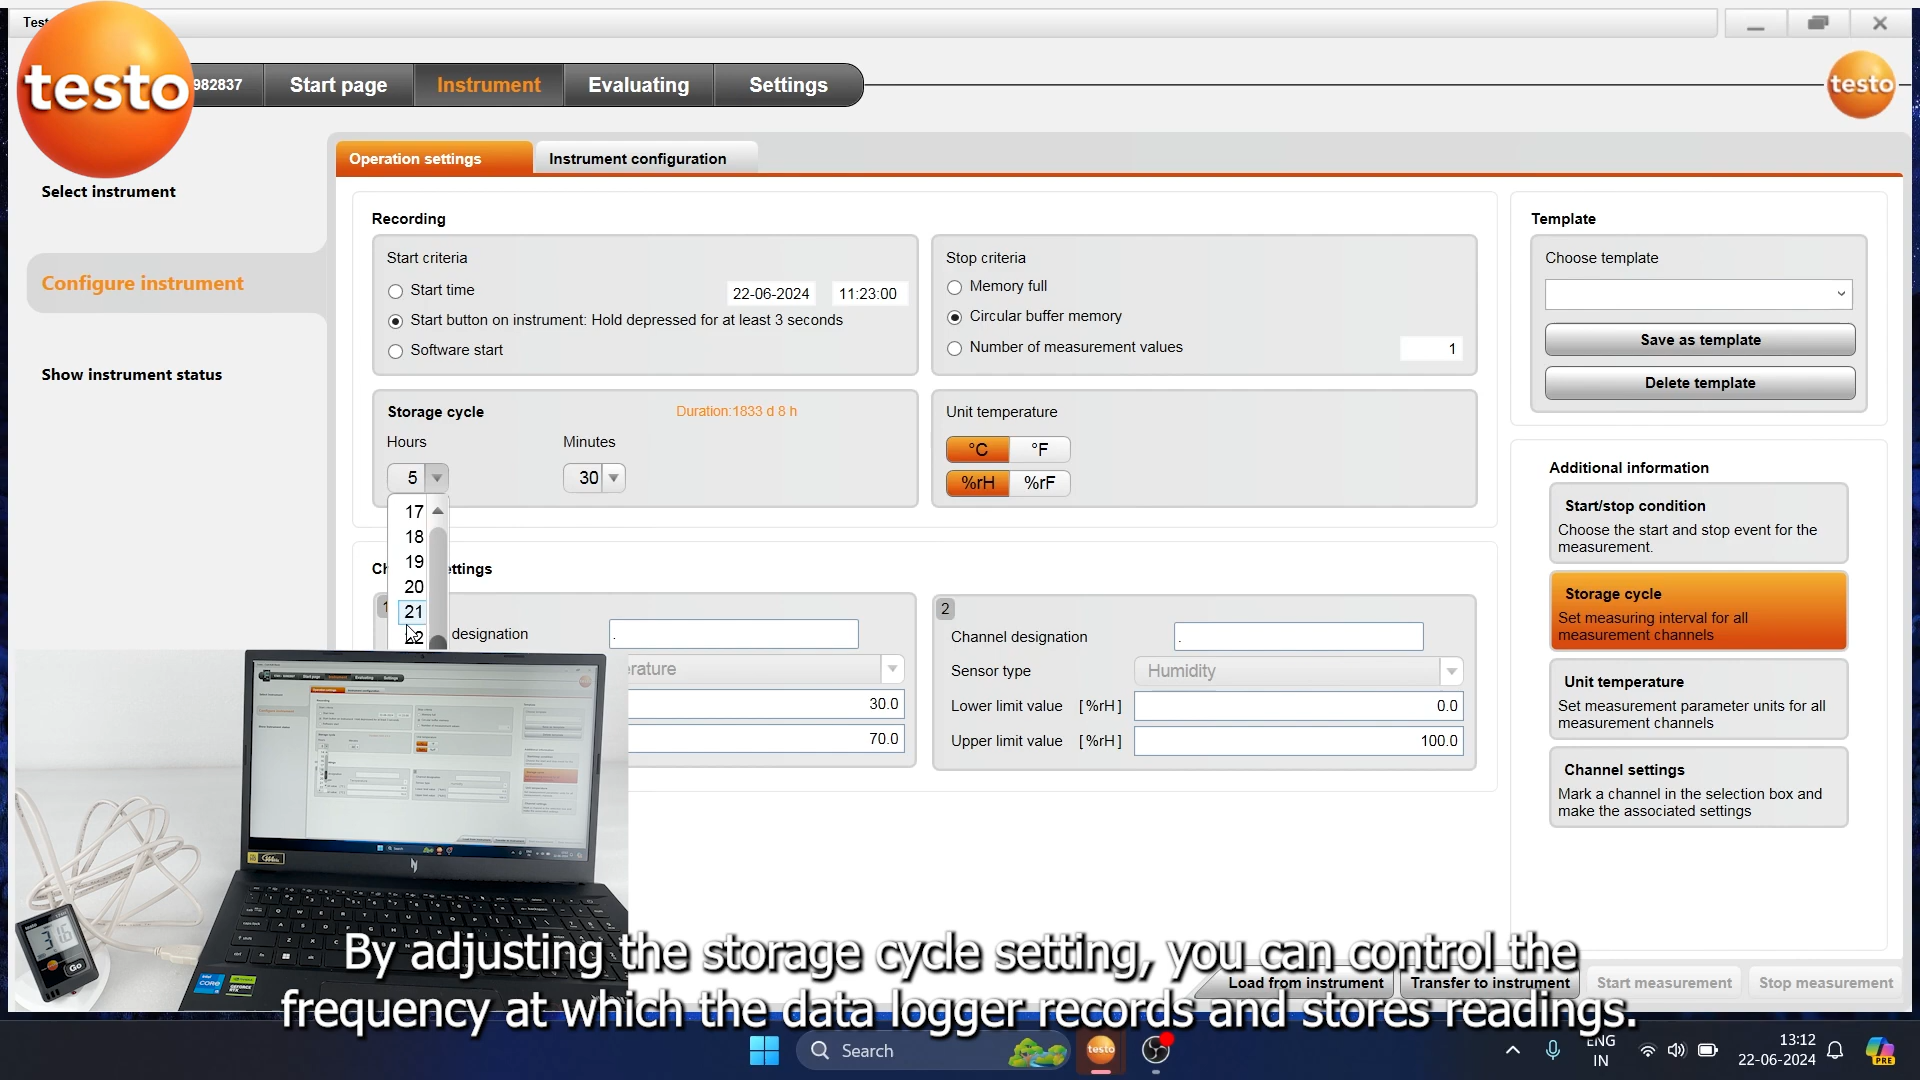 Test
testo
982837
Start page
Instrument
Evaluating
Settings
testo
Select instrument
Configure instrument
Show instrument status
Operation settings
Instrument configuration
Recording
Start criteria
Start time
22-06-2024
11:23:00
Start button on instrument: Hold depressed for at least 3 seconds
Software start
Stop criteria
Memory full
Circular buffer memory
Number of measurement values
1
Storage cycle
Duration:1833 d 8 h
Hours
Minutes
5
30
17
18
19
20
21
22
Unit temperature
°C
°F
%rH
%rF
ttings
designation
.
erature
30.0
70.0
2
Channel designation
.
Sensor type
Humidity
Lower limit value [%rH]
0.0
Upper limit value [%rH]
100.0
Template
Choose template
Save as template
Delete template
Additional information
Start/stop condition
Choose the start and stop event for the
measurement.
Storage cycle
Set measuring interval for all
measurement channels
Unit temperature
Set measurement parameter units for all
measurement channels
Channel settings
Mark a channel in the selection box and
make the associated settings
Load from instrument
Transfer to instrument
Start measurement
Stop measurement
By adjusting the storage cycle setting, you can control the
frequency at which the data logger records and stores readings.
Search
testo
ENG
IN
13:12
22-06-2024
PRE
testo
Go
CORE